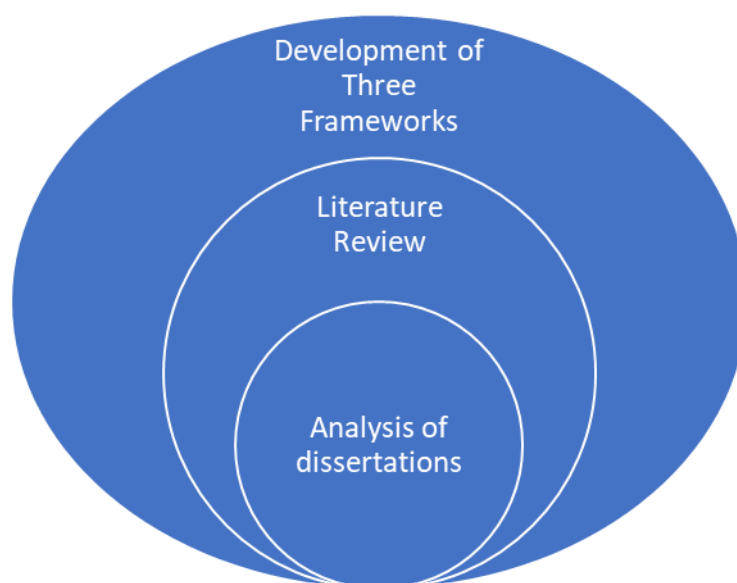 Development of
Three
Frameworks
Literature
Review
Analysis of
dissertations